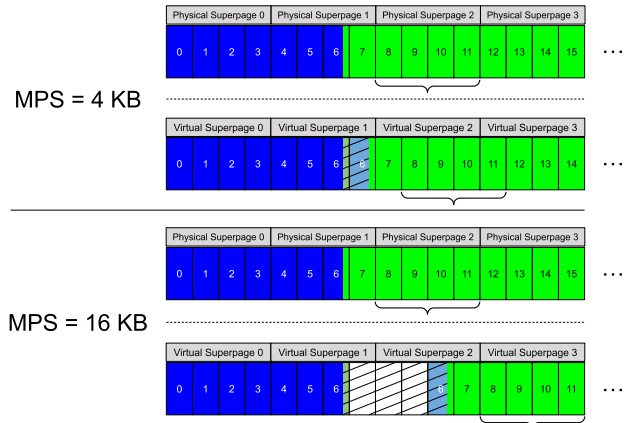 Physical Superpage 0 Physical Superpage 1 Physical Superpage 2 Physical Superpage 3
0 1 2 3 4 5 6 7 8 9 10 11 12 13 14 15 ...
MPS = 4 KB
Virtual Superpage 0 Virtual Superpage 1 Virtual Superpage 2 Virtual Superpage 3
0 1 2 3 4 5 6 6 7 8 9 10 11 12 13 14 ...
Physical Superpage 0 Physical Superpage 1 Physical Superpage 2 Physical Superpage 3
0 1 2 3 4 5 6 7 8 9 10 11 12 13 14 15 ...
MPS = 16 KB
Virtual Superpage 0 Virtual Superpage 1 Virtual Superpage 2 Virtual Superpage 3
0 1 2 3 4 5 6 6 7 8 9 10 11 ...